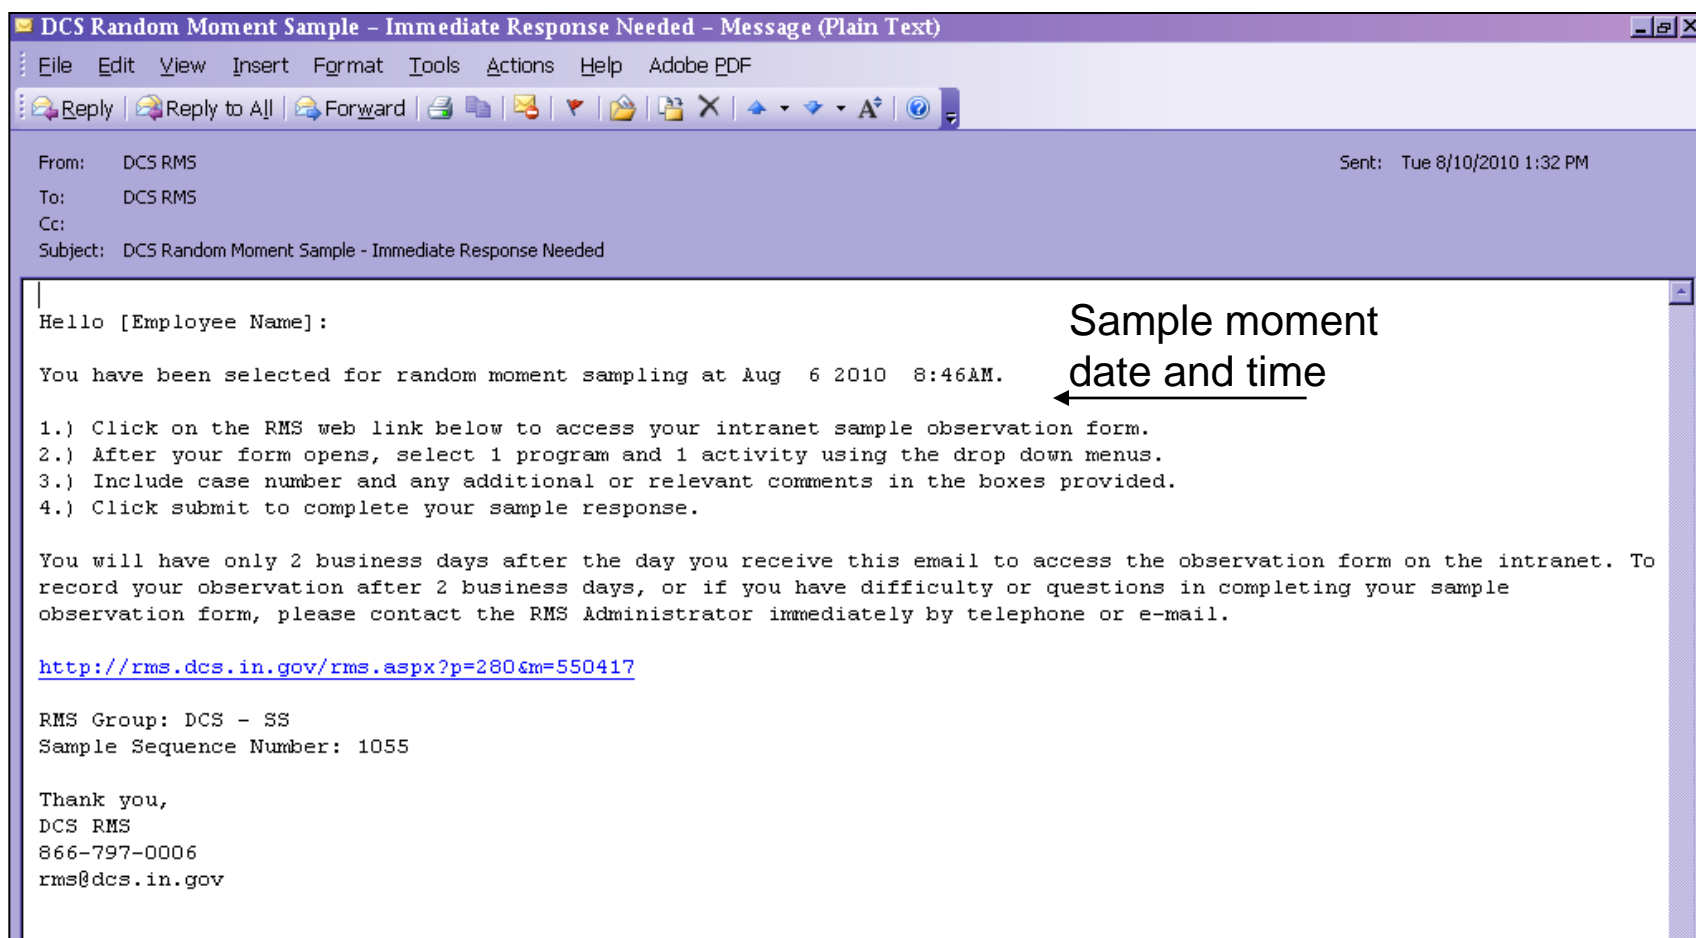 DCS Random Moment Sample – Immediate Response Needed – Message (Plain Text)
File Edit View Insert Format Tools Actions Help Adobe PDF
Reply Reply to All Forward
From: DCS RMS Sent: Tue 8/10/2010 1:32 PM
To: DCS RMS
Cc:
Subject: DCS Random Moment Sample - Immediate Response Needed
Hello [Employee Name]:
Sample moment
date and time
You have been selected for random moment sampling at Aug  6 2010  8:46AM.
1.) Click on the RMS web link below to access your intranet sample observation form.
2.) After your form opens, select 1 program and 1 activity using the drop down menus.
3.) Include case number and any additional or relevant comments in the boxes provided.
4.) Click submit to complete your sample response.
You will have only 2 business days after the day you receive this email to access the observation form on the intranet. To
record your observation after 2 business days, or if you have difficulty or questions in completing your sample
observation form, please contact the RMS Administrator immediately by telephone or e-mail.
http://rms.dcs.in.gov/rms.aspx?p=280&m=550417
RMS Group: DCS - SS
Sample Sequence Number: 1055
Thank you,
DCS RMS
866-797-0006
rms@dcs.in.gov